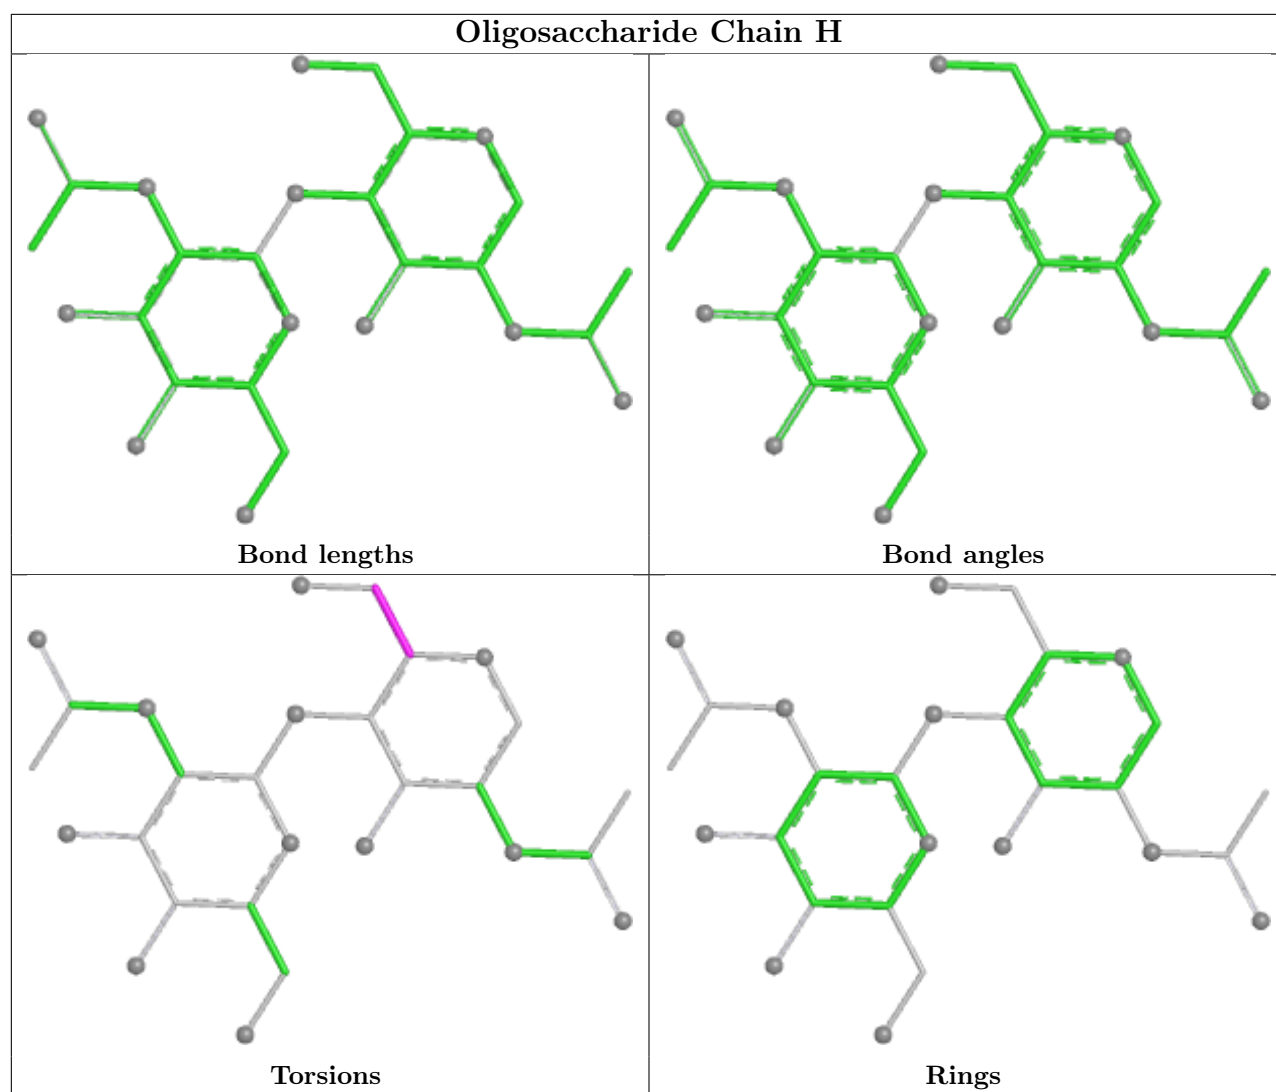 Oligosaccharide Chain H
Bond lengths
Bond angles
Torsions
Rings